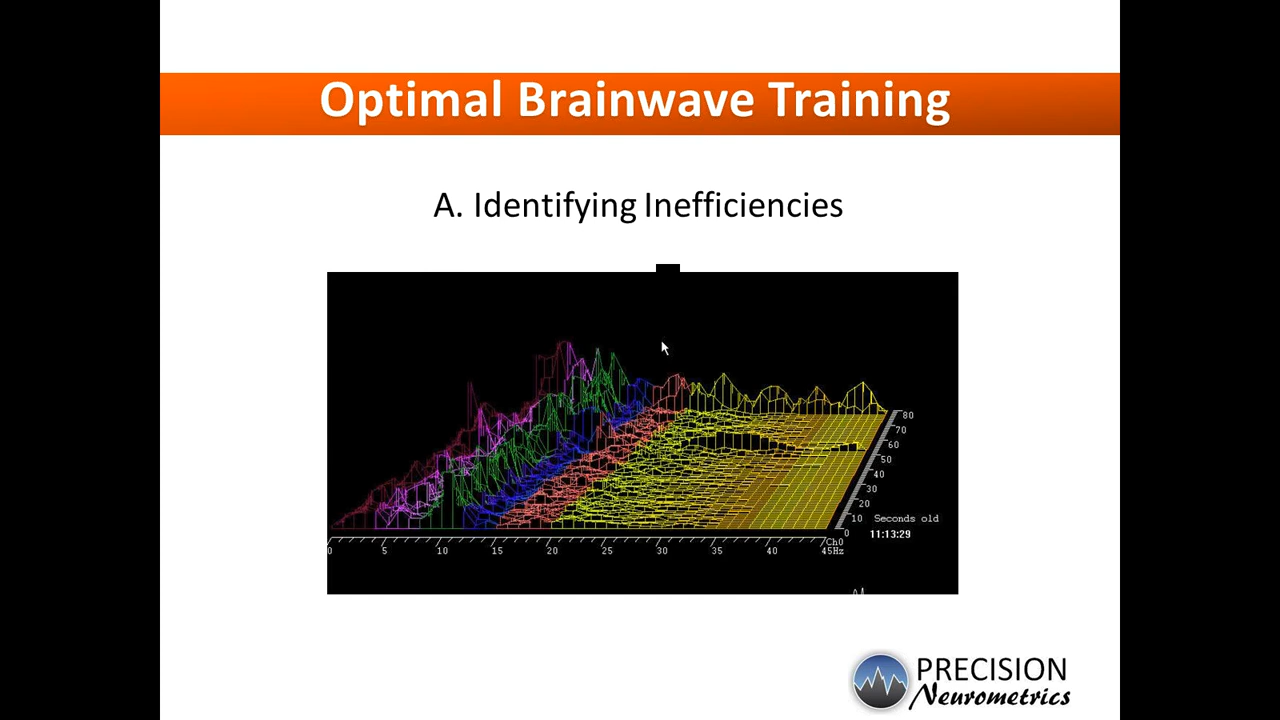 Optimal Brainwave Training
A. Identifying Inefficiencies
80
70
60
50
40
30
20
10 Seconds old
0 11:13:29
Ch0
0 5 10 15 20 25 30 35 40 45Hz
PRECISION
Neurometrics